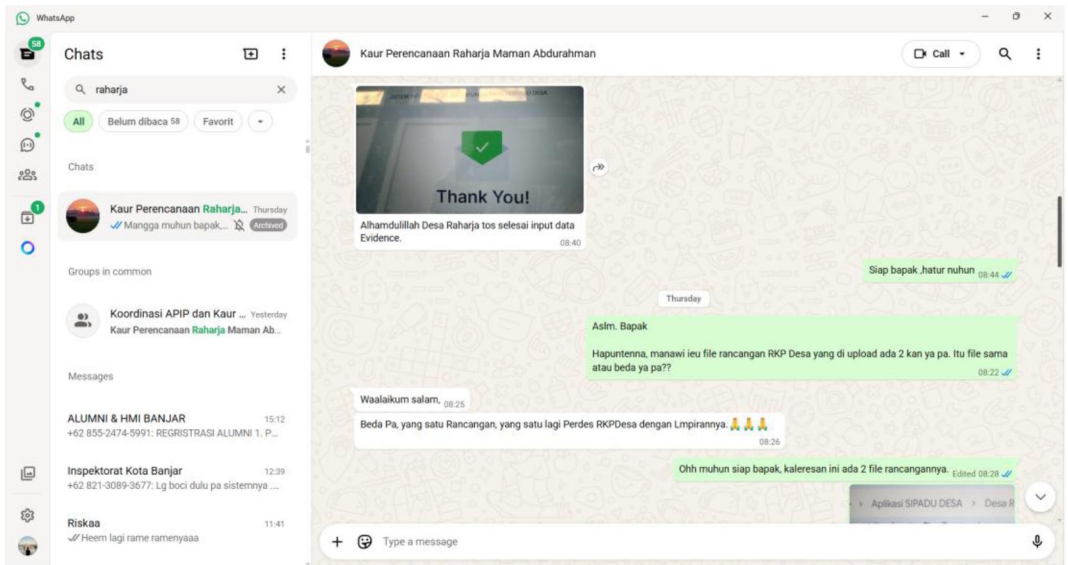 WhatsApp
58
Chats
raharja
All
Belum dibaca 58
Favorit
Chats
Kaur Perencanaan Raharja... Thursday
Mangga muhun bapak,... Archived
Groups in common
Koordinasi APIP dan Kaur ... Yesterday
Kaur Perencanaan Raharja Maman Ab...
Messages
ALUMNI & HMI BANJAR 15:12
+62 855-2474-5991: REGRISTRASI ALUMNI 1. P...
Inspektorat Kota Banjar 12:39
+62 821-3089-3677: Lg boci dulu pa sistemnya ....
Riskaa 11:41
Heem lagi rame ramenyaaa
1
Kaur Perencanaan Raharja Maman Abdurahman
Call
Thank You!
Alhamdulillah Desa Raharja tos selesai input data
Evidence.
08:40
Siap bapak ,hatur nuhun 08:44
Thursday
Aslm. Bapak
Hapuntenna, manawi ieu file rancangan RKP Desa yang di upload ada 2 kan ya pa. Itu file sama
atau beda ya pa??
08:22
Waalaikum salam, 08:25
Beda Pa, yang satu Rancangan, yang satu lagi Perdes RKPDesa dengan Lmpirannya.🙏🙏🙏
08:26
Ohh muhun siap bapak, kaleresan ini ada 2 file rancangannya. Edited 08:28
› Aplikasi SIPADU DESA › Desa R
Type a message